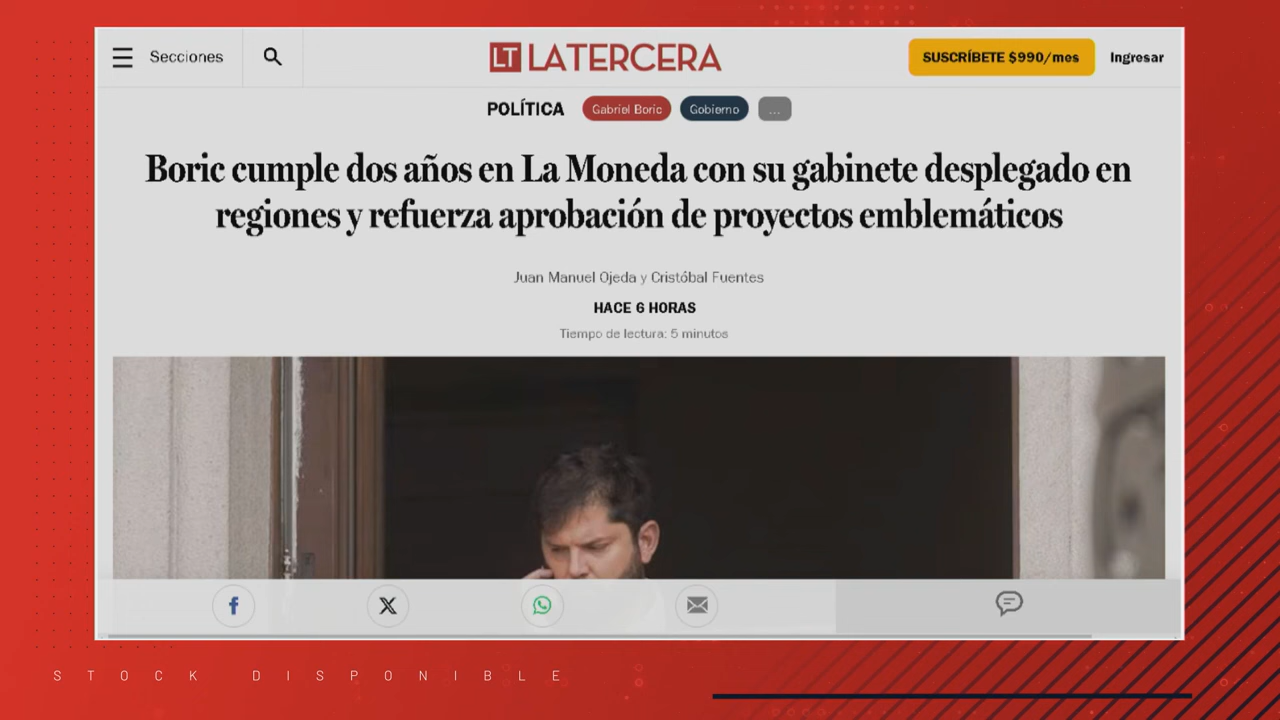 Secciones
LT LATERCERA
SUSCRÍBETE $990/mes
Ingresar
POLÍTICA
Gabriel Boric
Gobierno
...
Boric cumple dos años en La Moneda con su gabinete desplegado en
regiones y refuerza aprobación de proyectos emblemáticos
Juan Manuel Ojeda y Cristóbal Fuentes
HACE 6 HORAS
Tiempo de lectura: 5 minutos
STOCK DISPONIBLE